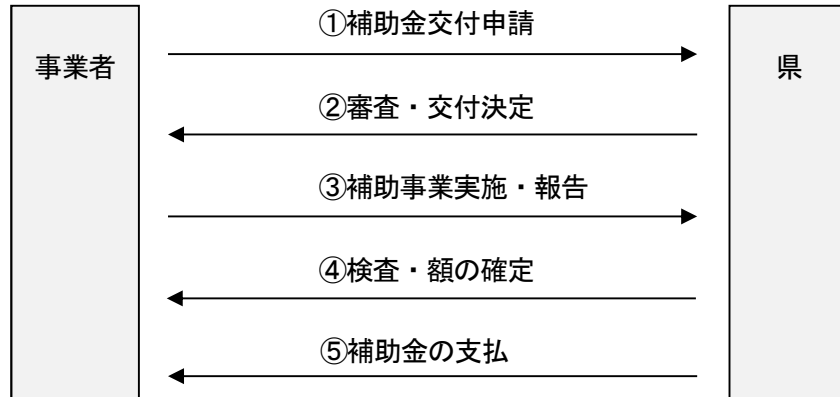 ①補助金交付申請
事業者
県
②審査・交付決定
③補助事業実施・報告
④検査・額の確定
⑤補助金の支払